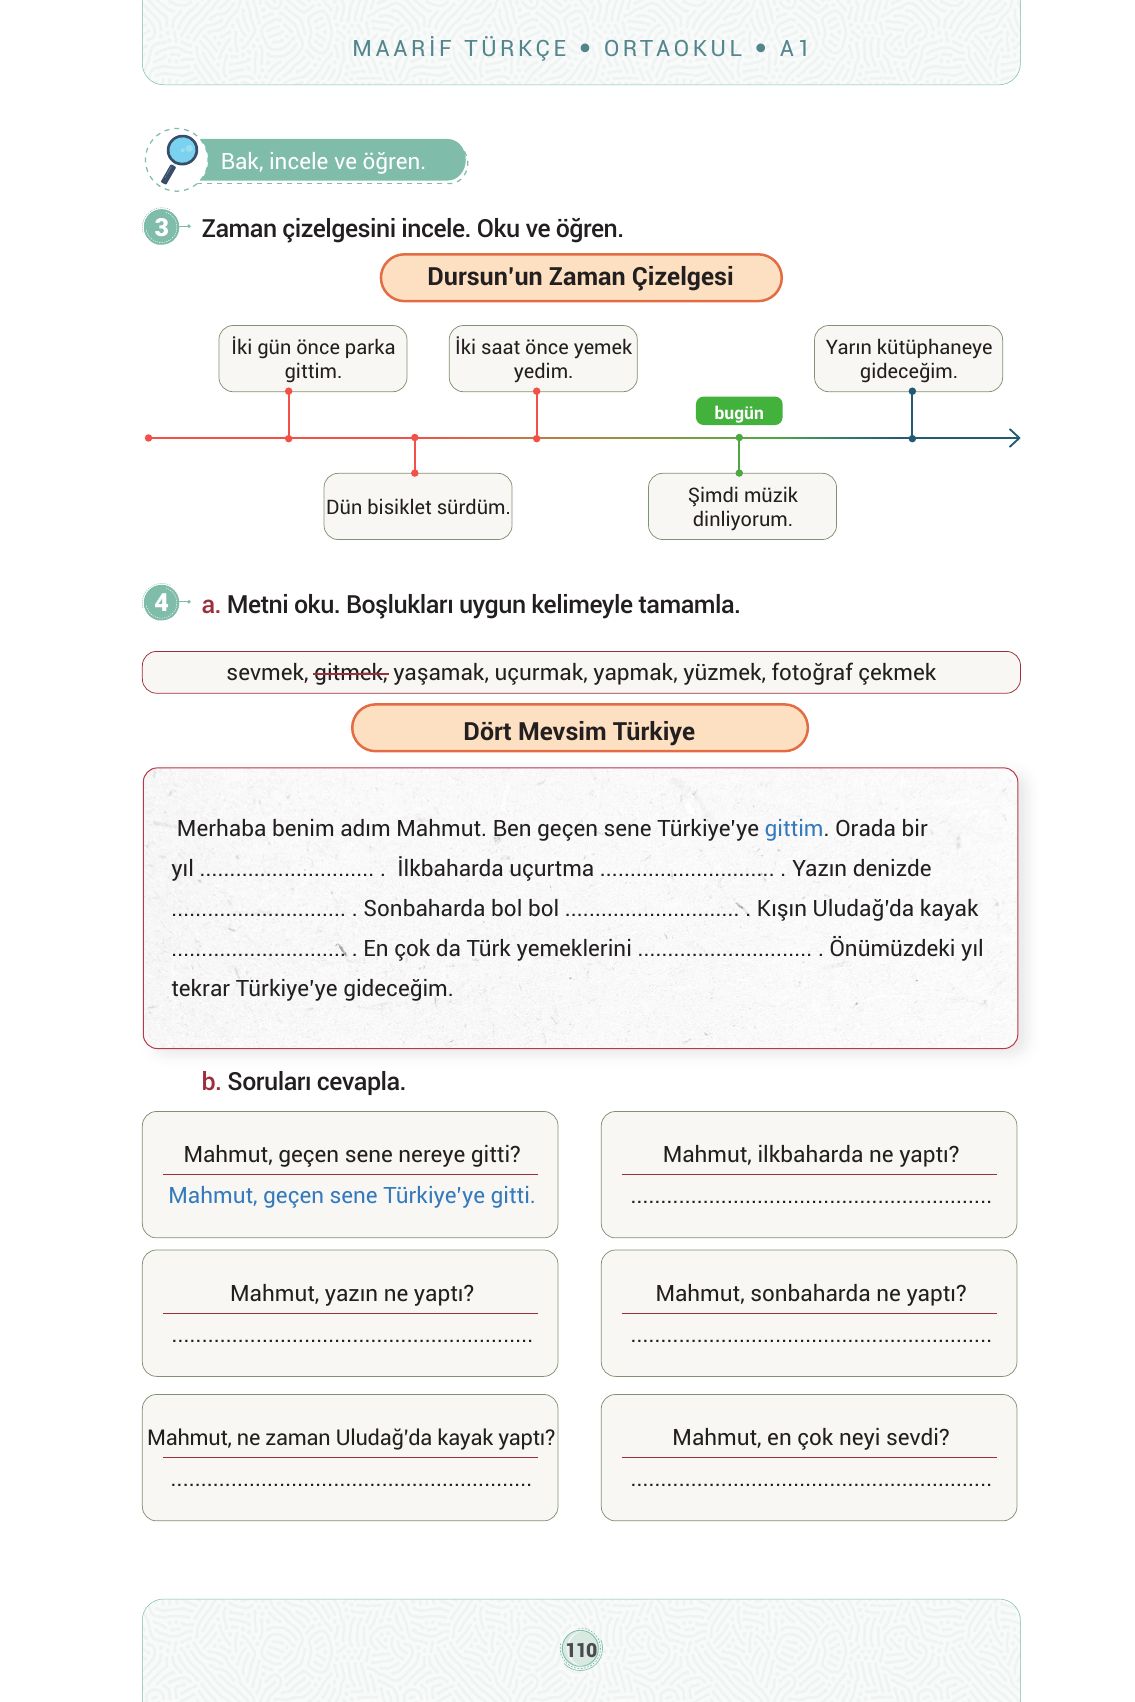 MAARİF TÜRKÇE • ORTAOKUL • A1
Bak, incele ve öğren.
3 Zaman çizelgesini incele. Oku ve öğren.
Dursun'un Zaman Çizelgesi
İki gün önce parka
gittim.
İki saat önce yemek
yedim.
Yarın kütüphaneye
gideceğim.
bugün
Dün bisiklet sürdüm.
Şimdi müzik
dinliyorum.
4 a. Metni oku. Boşlukları uygun kelimeyle tamamla.
sevmek, gitmek, yaşamak, uçurmak, yapmak, yüzmek, fotoğraf çekmek
Dört Mevsim Türkiye
Merhaba benim adım Mahmut. Ben geçen sene Türkiye'ye gittim. Orada bir
yıl ............................. . İlkbaharda uçurtma ............................. . Yazın denizde
............................. . Sonbaharda bol bol ............................. . Kışın Uludağ'da kayak
............................. . En çok da Türk yemeklerini ............................. . Önümüzdeki yıl
tekrar Türkiye'ye gideceğim.
b. Soruları cevapla.
Mahmut, geçen sene nereye gitti?
Mahmut, geçen sene Türkiye'ye gitti.
Mahmut, ilkbaharda ne yaptı?
............................................................
Mahmut, yazın ne yaptı?
............................................................
Mahmut, sonbaharda ne yaptı?
............................................................
Mahmut, ne zaman Uludağ'da kayak yaptı?
............................................................
Mahmut, en çok neyi sevdi?
............................................................
110